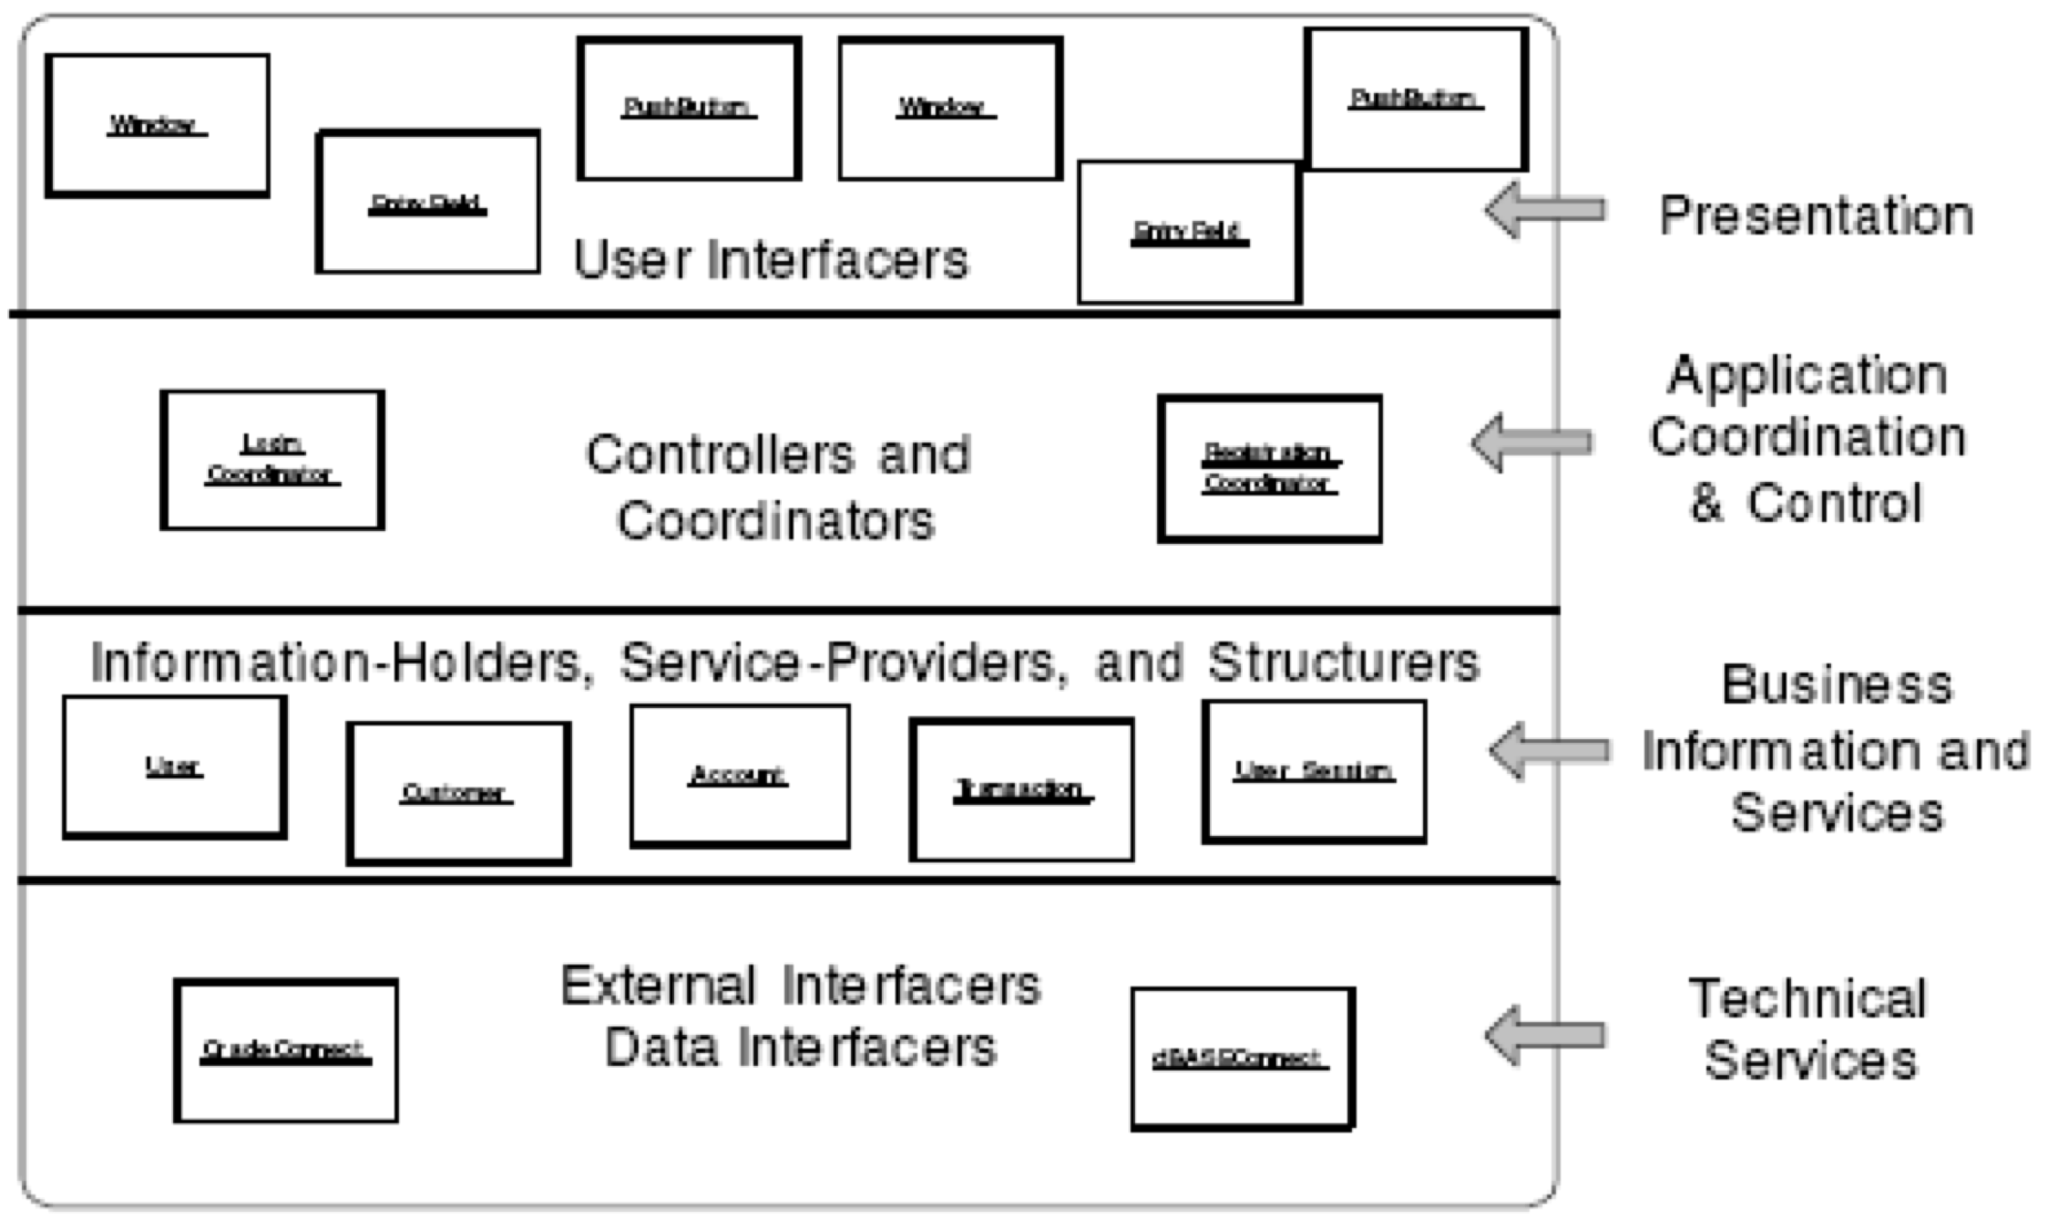 Window
PushButton
Window
PushButton
Entry Field
Entry Field
User Interfacers
Presentation
Login
Coordinator
Controllers and
Coordinators
Registration
Coordinator
Application
Coordination
& Control
Information-Holders, Service-Providers, and Structurers
User
Customer
Account
Transaction
User Session
Business
Information and
Services
OracleConnect
External Interfacers
Data Interfacers
dBASEConnect
Technical
Services